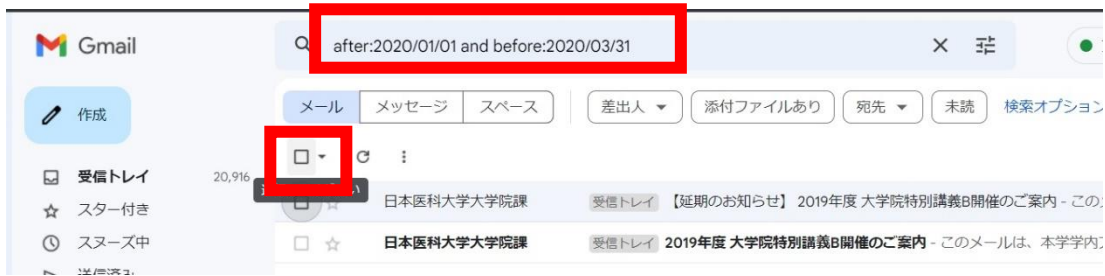 Gmail
after:2020/01/01 and before:2020/03/31
作成
メール メッセージ スペース 差出人 添付ファイルあり 宛先 未読 検索オプション
受信トレイ 20,916
日本医科大学大学院課 受信トレイ 【延期のお知らせ】 2019年度 大学院特別講義B開催のご案内 - この
スター付き
日本医科大学大学院課 受信トレイ 2019年度 大学院特別講義B開催のご案内 - このメールは、本学学内
スヌーズ中
送信済み